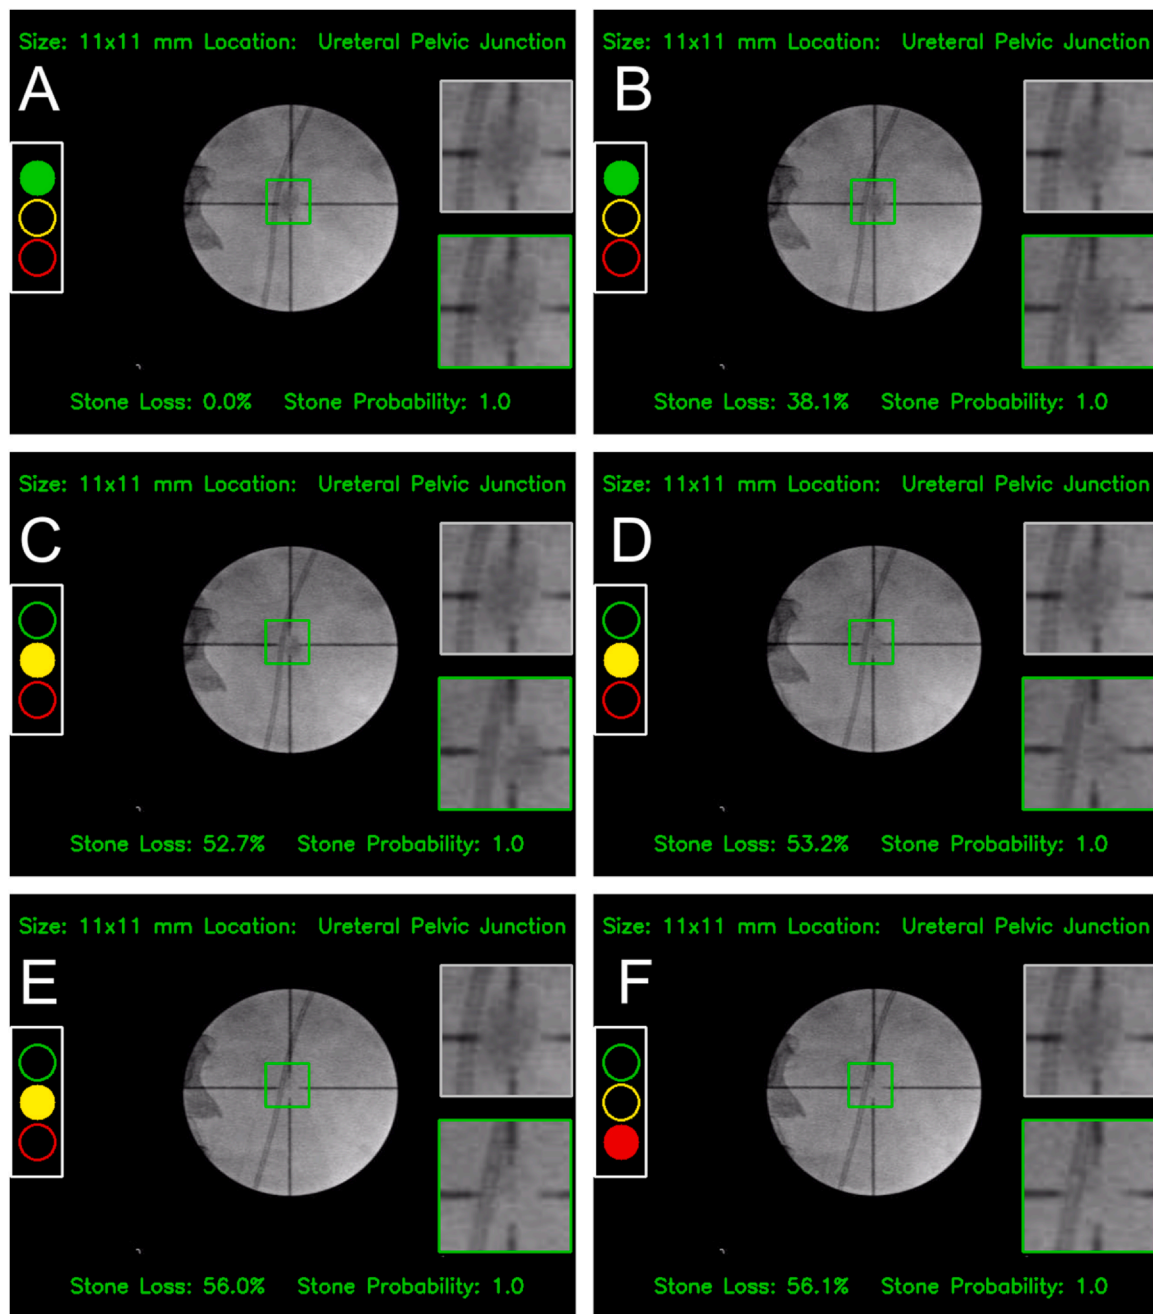 Size: 11x11 mm Location: Ureteral Pelvic Junction
A
Stone Loss: 0.0% Stone Probability: 1.0
Size: 11x11 mm Location: Ureteral Pelvic Junction
B
Stone Loss: 38.1% Stone Probability: 1.0
Size: 11x11 mm Location: Ureteral Pelvic Junction
C
Stone Loss: 52.7% Stone Probability: 1.0
Size: 11x11 mm Location: Ureteral Pelvic Junction
D
Stone Loss: 53.2% Stone Probability: 1.0
Size: 11x11 mm Location: Ureteral Pelvic Junction
E
Stone Loss: 56.0% Stone Probability: 1.0
Size: 11x11 mm Location: Ureteral Pelvic Junction
F
Stone Loss: 56.1% Stone Probability: 1.0